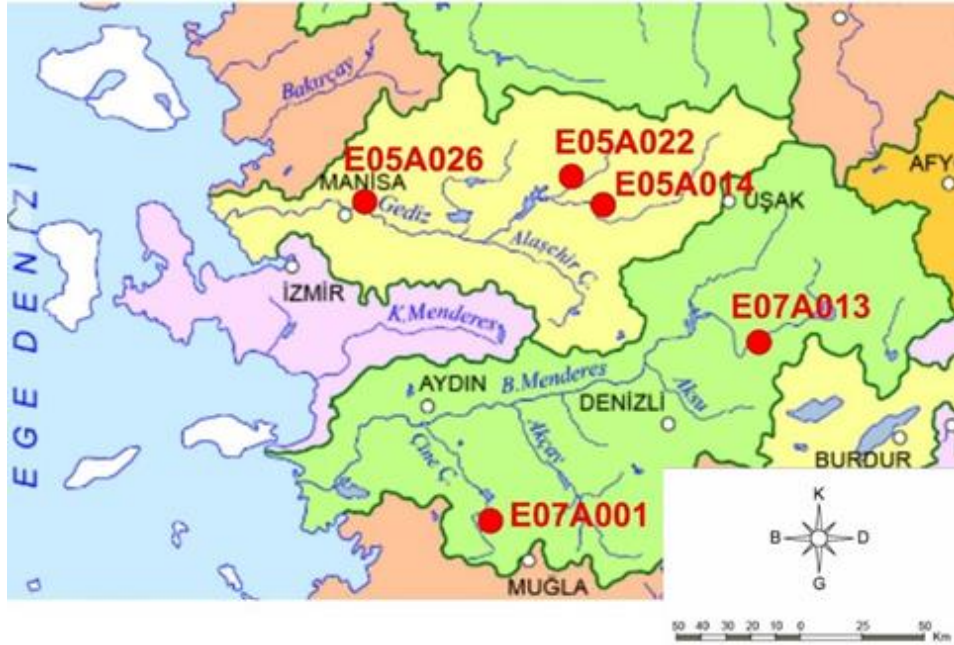 Bakırçay
E05A026
MANİSA
Gediz
E05A022
E05A014
UŞAK
AFY
Alaşehir Ç.
EGE DENİZİ
İZMİR
K.Menderes
E07A013
AYDIN
B.Menderes
DENİZLİ
Aksu
Çine Ç.
Akçay
BURDUR
E07A001
MUĞLA
K
B
D
G
50 40 30 20 10 0 25 50
Km